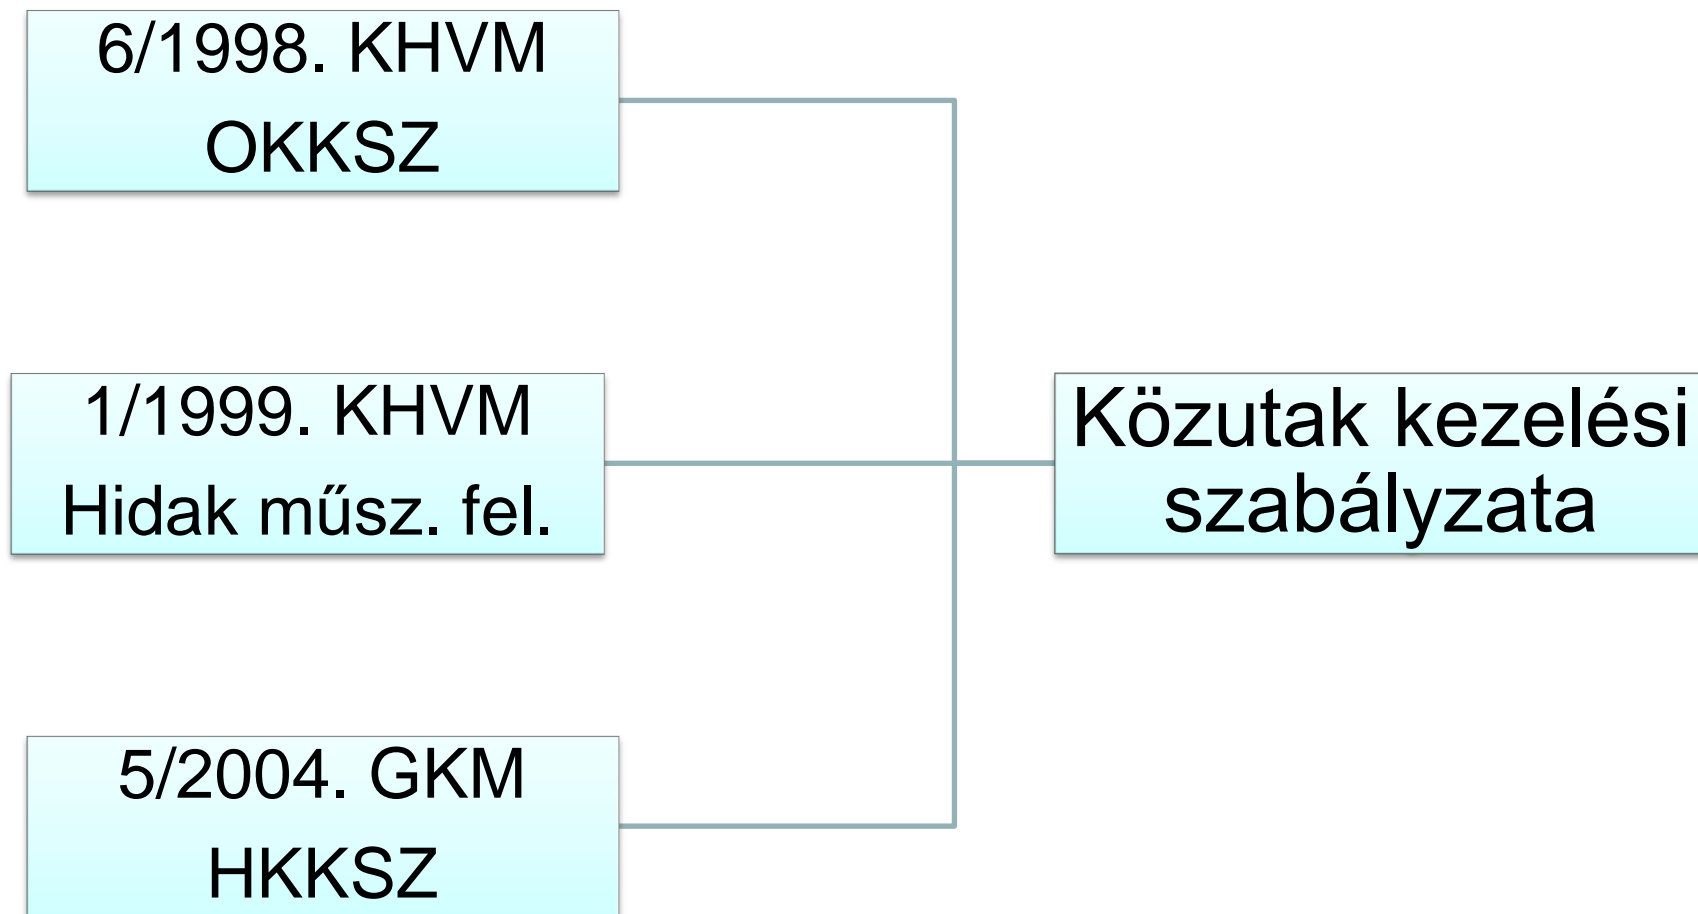 6/1998. KHVM
OKKSZ
1/1999. KHVM
Hidak műsz. fel.
5/2004. GKM
HKKSZ
Közutak kezelési
szabályzata